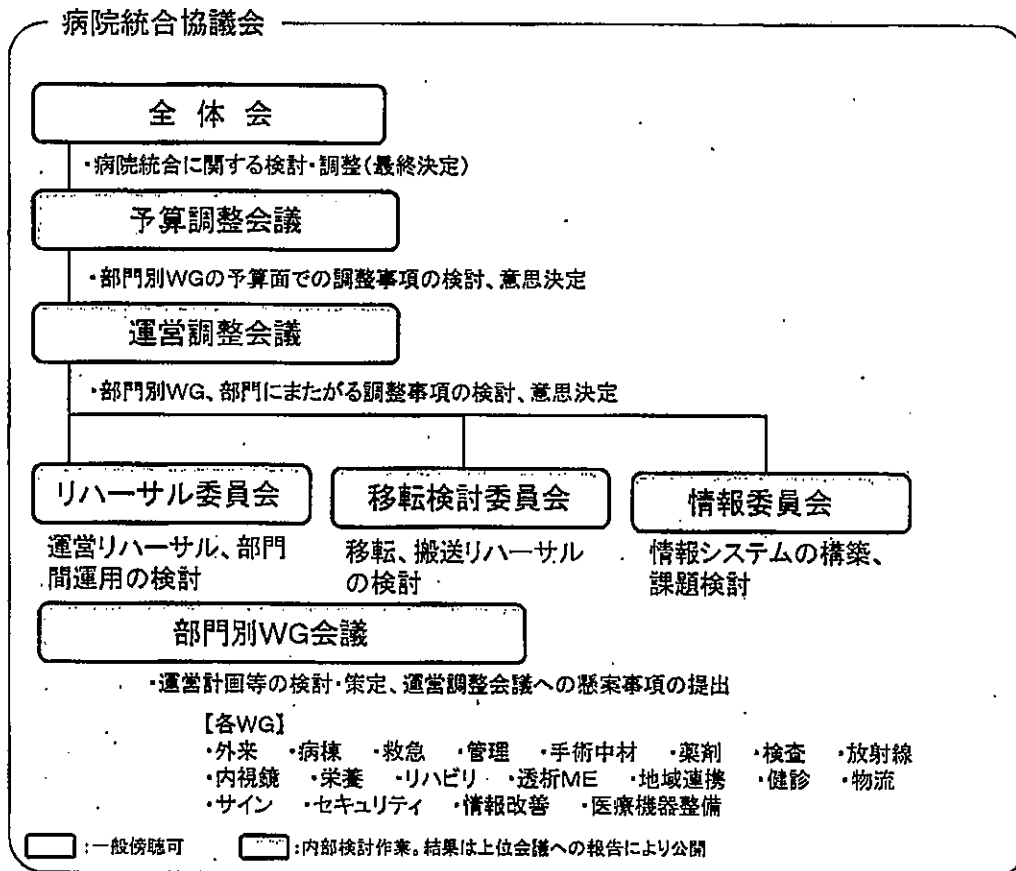 病院統合協議会
全 体 会
・病院統合に関する検討・調整(最終決定)
予算調整会議
・部門別WGの予算面での調整事項の検討、意思決定
運営調整会議
・部門別WG、部門にまたがる調整事項の検討、意思決定
リハーサル委員会
運営リハーサル、部門
間運用の検討
移転検討委員会
移転、搬送リハーサル
の検討
情報委員会
情報システムの構築、
課題検討
部門別WG会議
・運営計画等の検討・策定、運営調整会議への懸案事項の提出
【各WG】
・外来 ・病棟 ・救急 ・管理 ・手術中材 ・薬剤 ・検査 ・放射線
・内視鏡 ・栄養 ・リハビリ ・透析ME ・地域連携 ・健診 ・物流
・サイン ・セキュリティ ・情報改善 ・医療機器整備
:一般傍聴可 :内部検討作業。結果は上位会議への報告により公開